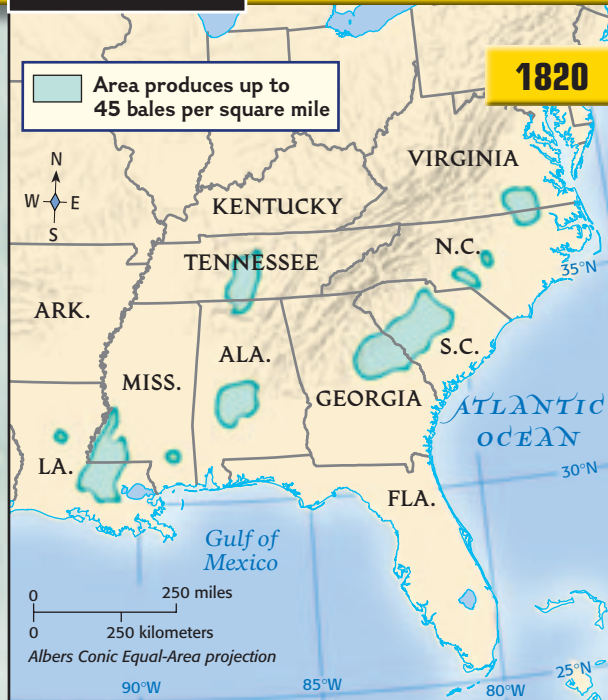 1820
Area produces up to
45 bales per square mile
N
W E
S
VIRGINIA
KENTUCKY
TENNESSEE
N.C.
35°N
ARK.
ALA.
S.C.
MISS.
GEORGIA
ATLANTIC
OCEAN
LA.
30°N
FLA.
Gulf of
Mexico
0 250 miles
0 250 kilometers
Albers Conic Equal-Area projection
25°N
90°W 85°W 80°W